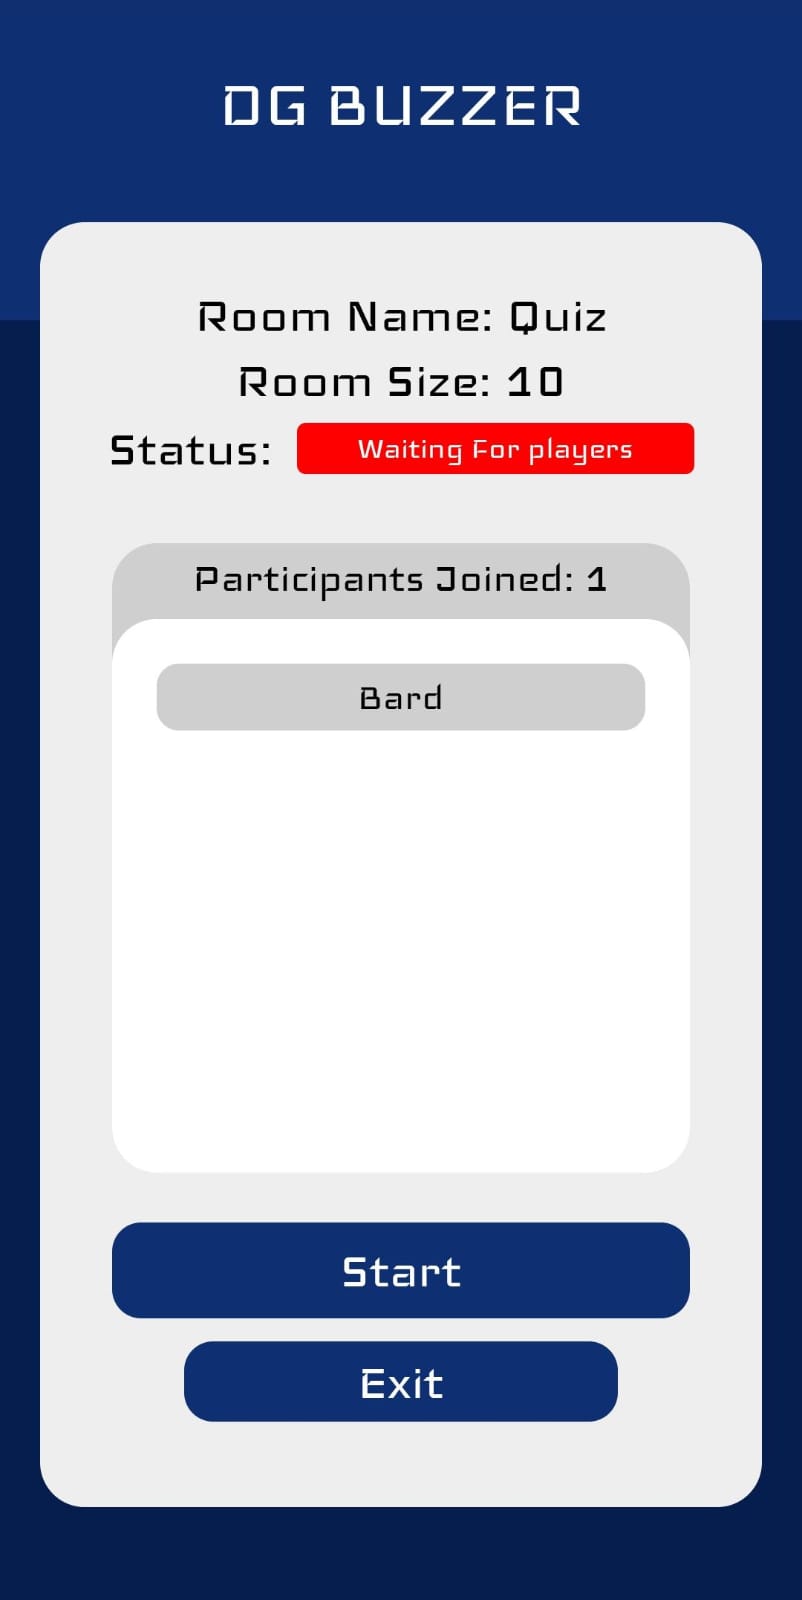 DG BUZZER
Room Name: Quiz
Room Size: 10
Status: Waiting For players
Participants Joined: 1
Bard
Start
Exit